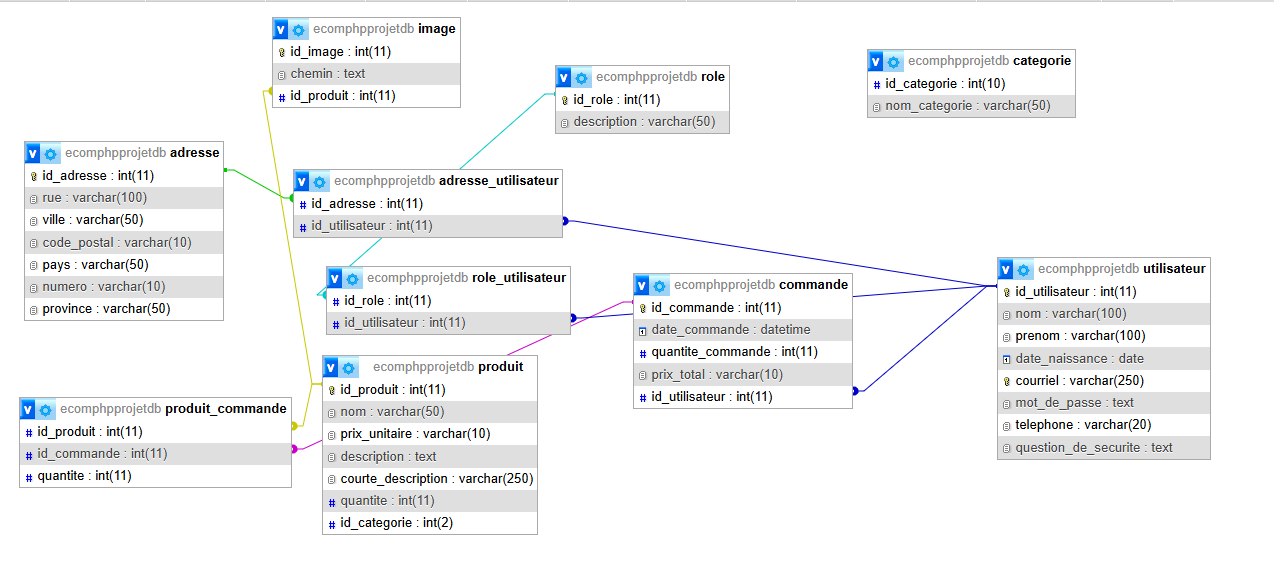 ecomphpprojetdb image
id_image : int(11)
chemin : text
id_produit : int(11)
ecomphpprojetdb role
id_role : int(11)
description : varchar(50)
ecomphpprojetdb categorie
id_categorie : int(10)
nom_categorie : varchar(50)
ecomphpprojetdb adresse
id_adresse : int(11)
rue : varchar(100)
ville : varchar(50)
code_postal : varchar(10)
pays : varchar(50)
numero : varchar(10)
province : varchar(50)
ecomphpprojetdb adresse_utilisateur
id_adresse : int(11)
id_utilisateur : int(11)
ecomphpprojetdb role_utilisateur
id_role : int(11)
id_utilisateur : int(11)
ecomphpprojetdb commande
id_commande : int(11)
date_commande : datetime
quantite_commande : int(11)
prix_total : varchar(10)
id_utilisateur : int(11)
ecomphpprojetdb utilisateur
id_utilisateur : int(11)
nom : varchar(100)
prenom : varchar(100)
date_naissance : date
courriel : varchar(250)
mot_de_passe : text
telephone : varchar(20)
question_de_securite : text
ecomphpprojetdb produit
id_produit : int(11)
nom : varchar(50)
prix_unitaire : varchar(10)
description : text
courte_description : varchar(250)
quantite : int(11)
id_categorie : int(2)
ecomphpprojetdb produit_commande
id_produit : int(11)
id_commande : int(11)
quantite : int(11)